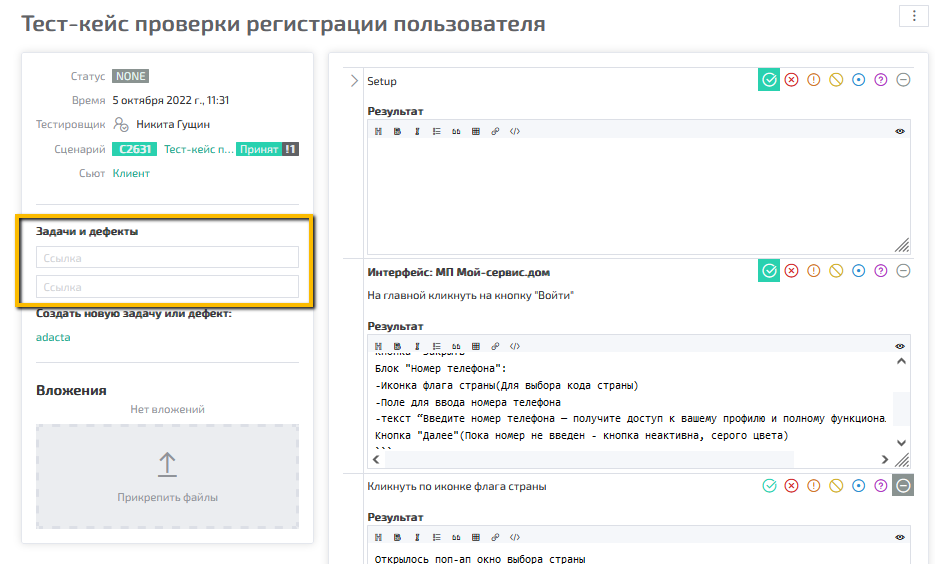 Тест-кейс проверки регистрации пользователя
Статус NONE
Время 5 октября 2022 г., 11:31
Тестировщик Никита Гущин
Сценарий C2631 Тест-кейс п... Принят !1
Сьют Клиент
Задачи и дефекты
Ссылка
Ссылка
Создать новую задачу или дефект:
adacta
Вложения
Нет вложений
Прикрепить файлы
Setup
Результат
Интерфейс: МП Мой-сервис.дом
На главной кликнуть на кнопку "Войти"
Результат
Кнопка "Закрыть"
Блок "Номер телефона":
-Иконка флага страны(Для выбора кода страны)
-Поле для ввода номера телефона
-текст “Введите номер телефона – получите доступ к вашему профилю и полному функциона
Кнопка "Далее"(Пока номер не введен - кнопка неактивна, серого цвета)
Кликнуть по иконке флага страны
Результат
Открылось поп-ап окно выбора страны